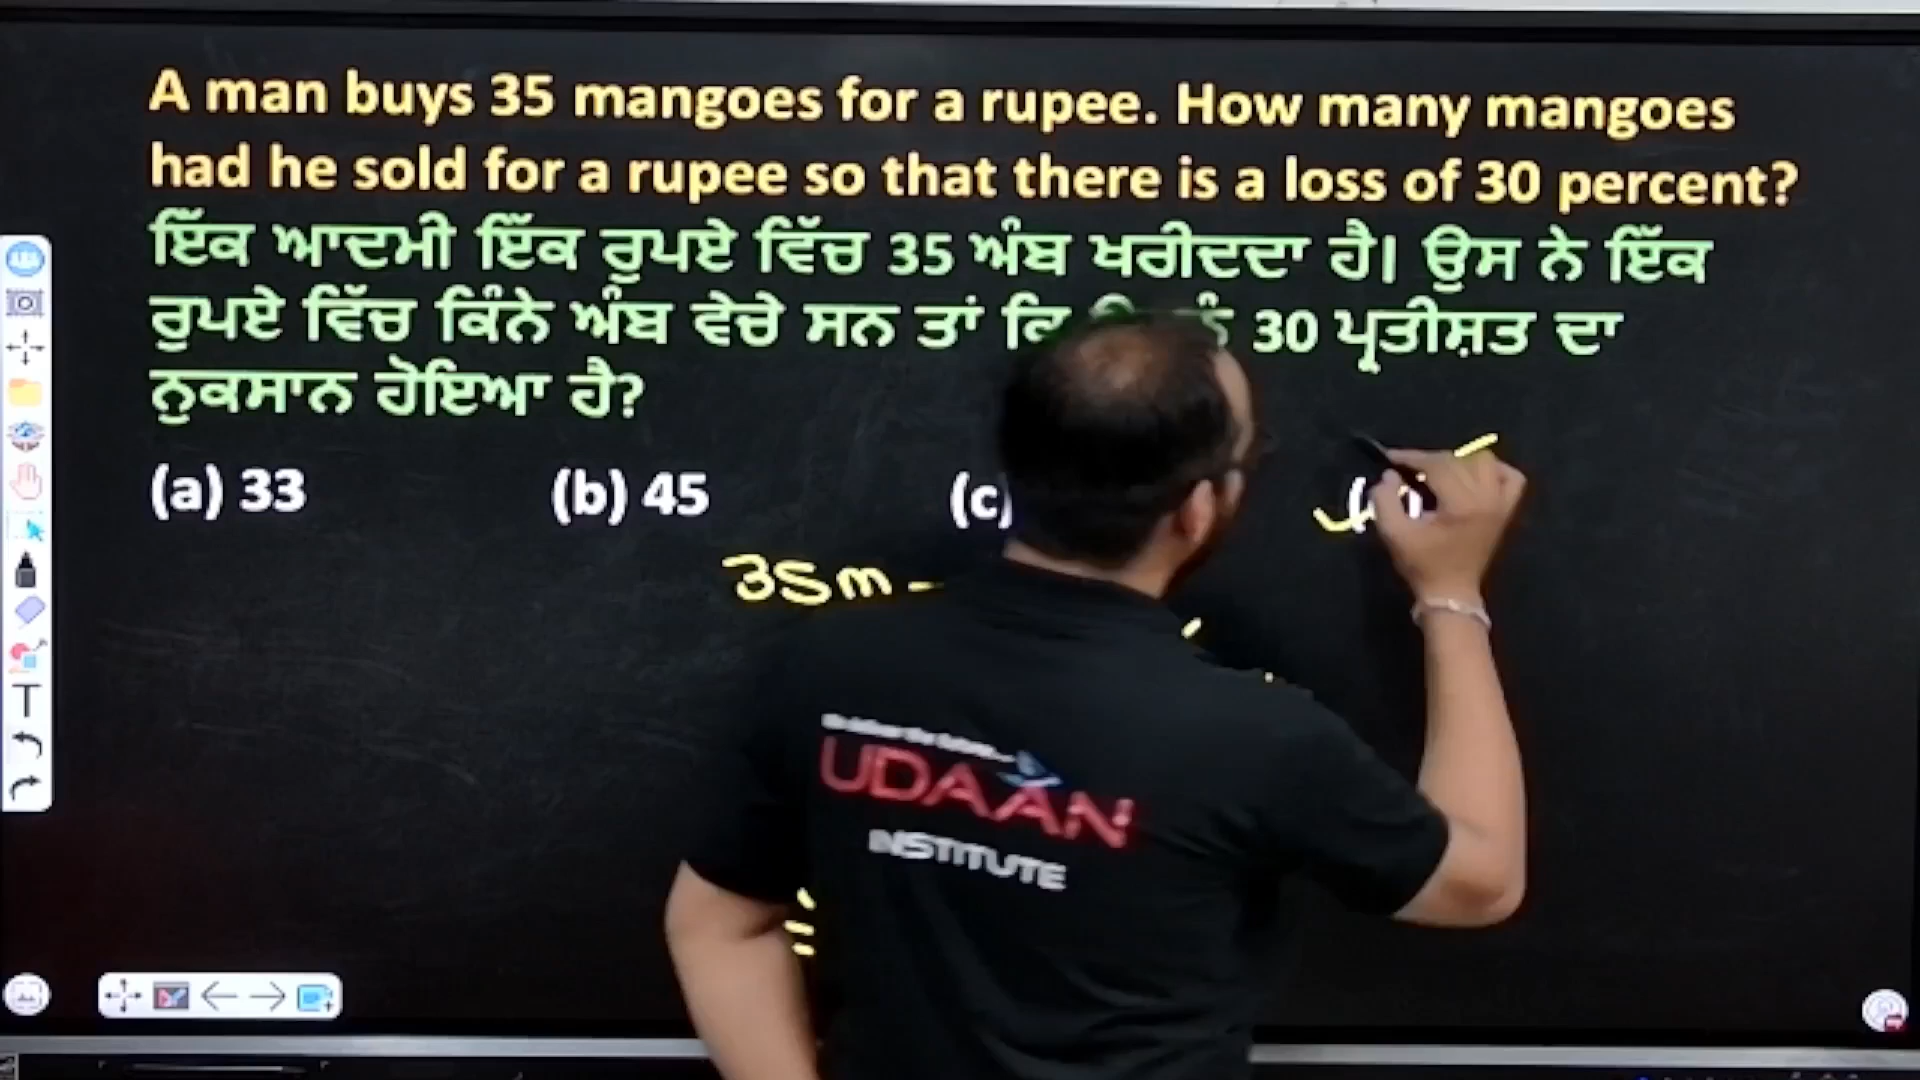 A man buys 35 mangoes for a rupee. How many mangoes
had he sold for a rupee so that there is a loss of 30 percent?
ਇੱਕ ਆਦਮੀ ਇੱਕ ਰੁਪਏ ਵਿੱਚ 35 ਅੰਬ ਖਰੀਦਦਾ ਹੈ। ਉਸ ਨੇ ਇੱਕ
ਰੁਪਏ ਵਿੱਚ ਕਿੰਨੇ ਅੰਬ ਵੇਚੇ ਸਨ ਤਾਂ ਕਿ 30 ਪ੍ਰਤੀਸ਼ਤ ਦਾ
ਨੁਕਸਾਨ ਹੋਇਆ ਹੈ?
(a) 33 (b) 45 (c)
35 m -
UDAAN
INSTITUTE